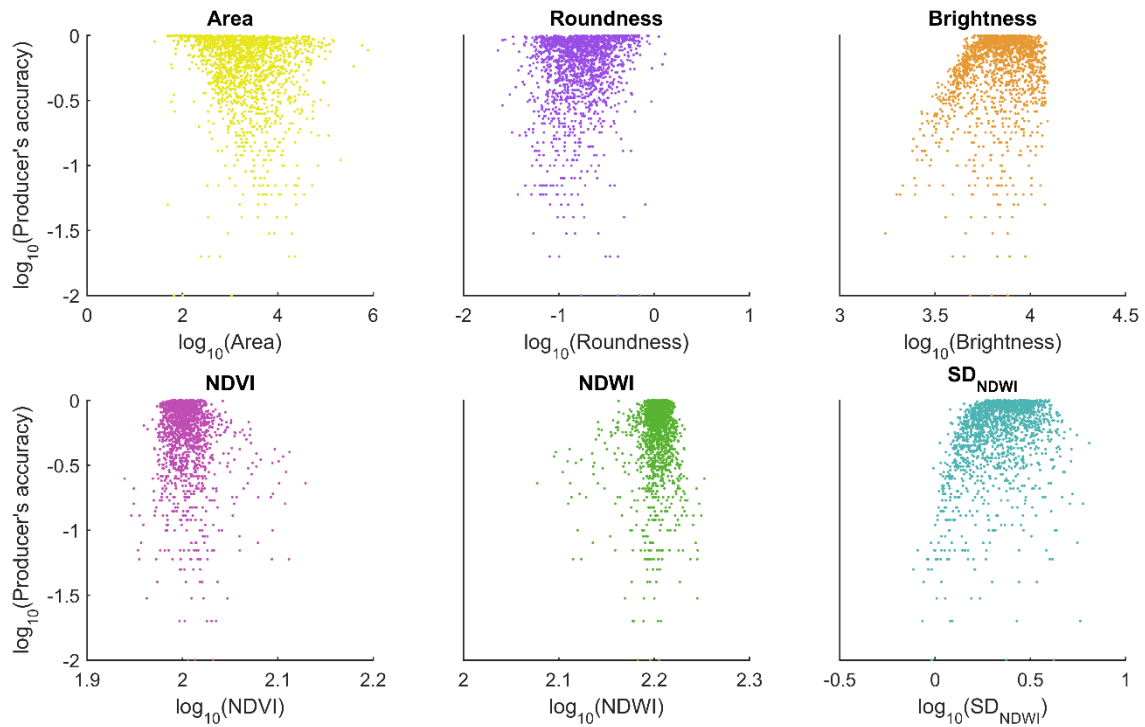 Area
Roundness
Brightness
log10(Producer's accuracy)
0
-0.5
-1
-1.5
-2
0 2 4 6
-2 -1 0 1
3 3.5 4 4.5
log10(Area)
log10(Roundness)
log10(Brightness)
NDVI
NDWI
SDNDWI
log10(Producer's accuracy)
0
-0.5
-1
-1.5
-2
1.9 2 2.1 2.2
2 2.1 2.2 2.3
-0.5 0 0.5 1
log10(NDVI)
log10(NDWI)
log10(SDNDWI)